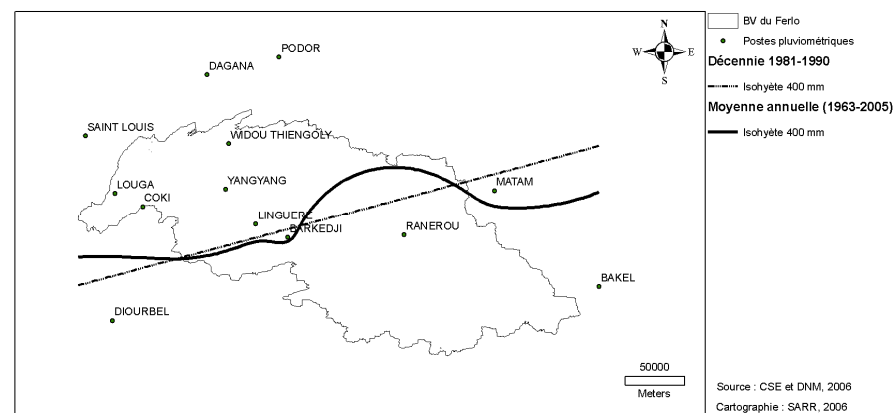 PODOR
DAGANA
N
W
E
S
SAINT LOUIS
WIDOU THIENGOLY
LOUGA
YANGYANG
MATAM
COKI
LINGUERE
BARKEDJI
RANEROU
BAKEL
DIOURBEL
50000
Meters
BV du Ferlo
Postes pluviométriques
Décennie 1981-1990
Isohyète 400 mm
Moyenne annuelle (1963-2005)
Isohyète 400 mm
Source : CSE et DNM, 2006
Cartographie : SARR, 2006